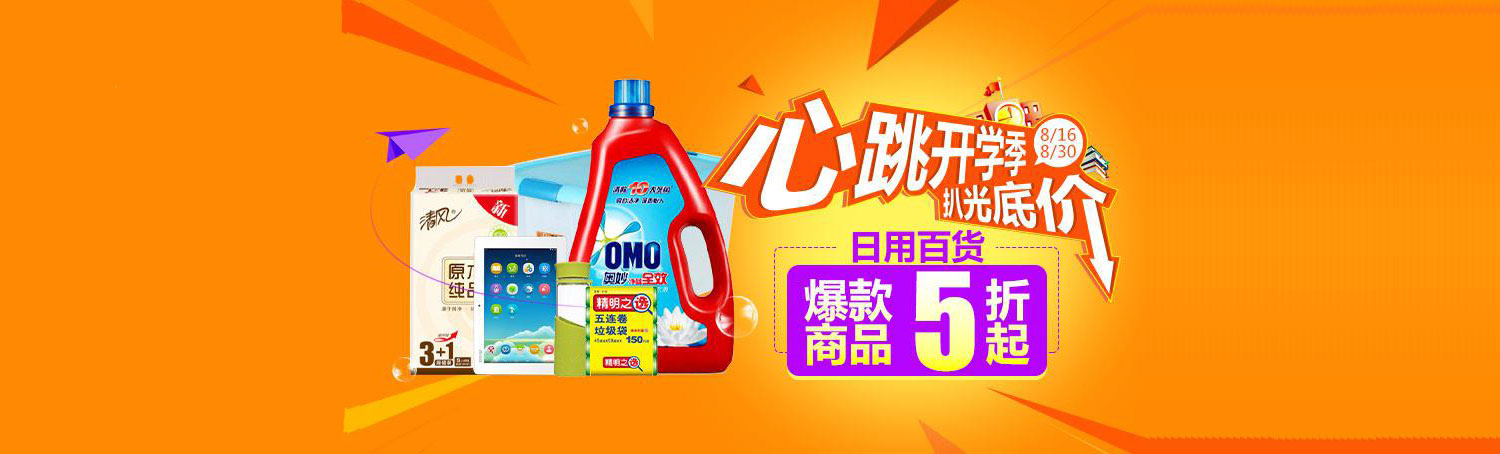 心跳开学季
8/16
8/30
扒光底价
日用百货
爆款
商品
5折
起
清风
新
原木
纯品
3+1
OMO
奥妙
全效
精明之选
五连卷
垃圾袋
150
精明之选